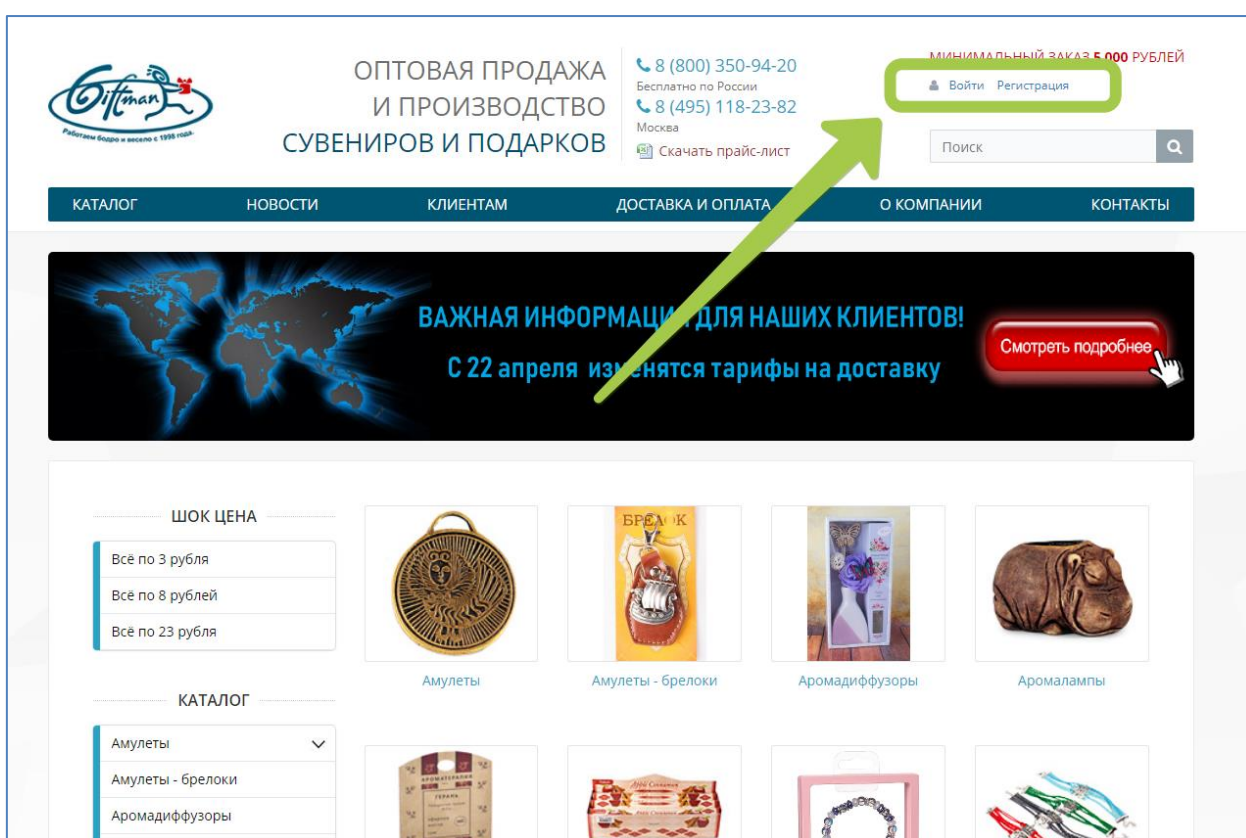 Giftman
Работаем бодро и весело с 1998 года.
ОПТОВАЯ ПРОДАЖА
И ПРОИЗВОДСТВО
СУВЕНИРОВ И ПОДАРКОВ
8 (800) 350-94-20
Бесплатно по России
8 (495) 118-23-82
Москва
Скачать прайс-лист
МИНИМАЛЬНЫЙ ЗАКАЗ 5 000 РУБЛЕЙ
Войти Регистрация
Поиск
КАТАЛОГ НОВОСТИ КЛИЕНТАМ ДОСТАВКА И ОПЛАТА О КОМПАНИИ КОНТАКТЫ
ВАЖНАЯ ИНФОРМАЦИЯ ДЛЯ НАШИХ КЛИЕНТОВ!
С 22 апреля изменятся тарифы на доставку
Смотреть подробнее
ШОК ЦЕНА
Всё по 3 рубля
Всё по 8 рублей
Всё по 23 рубля
БРЕЛОК
Амулеты
Амулеты - брелоки
Аромадиффузоры
Аромалампы
КАТАЛОГ
Амулеты
Амулеты - брелоки
Аромадиффузоры
АРОМАТЕРАПИЯ
ГЕРАНЬ